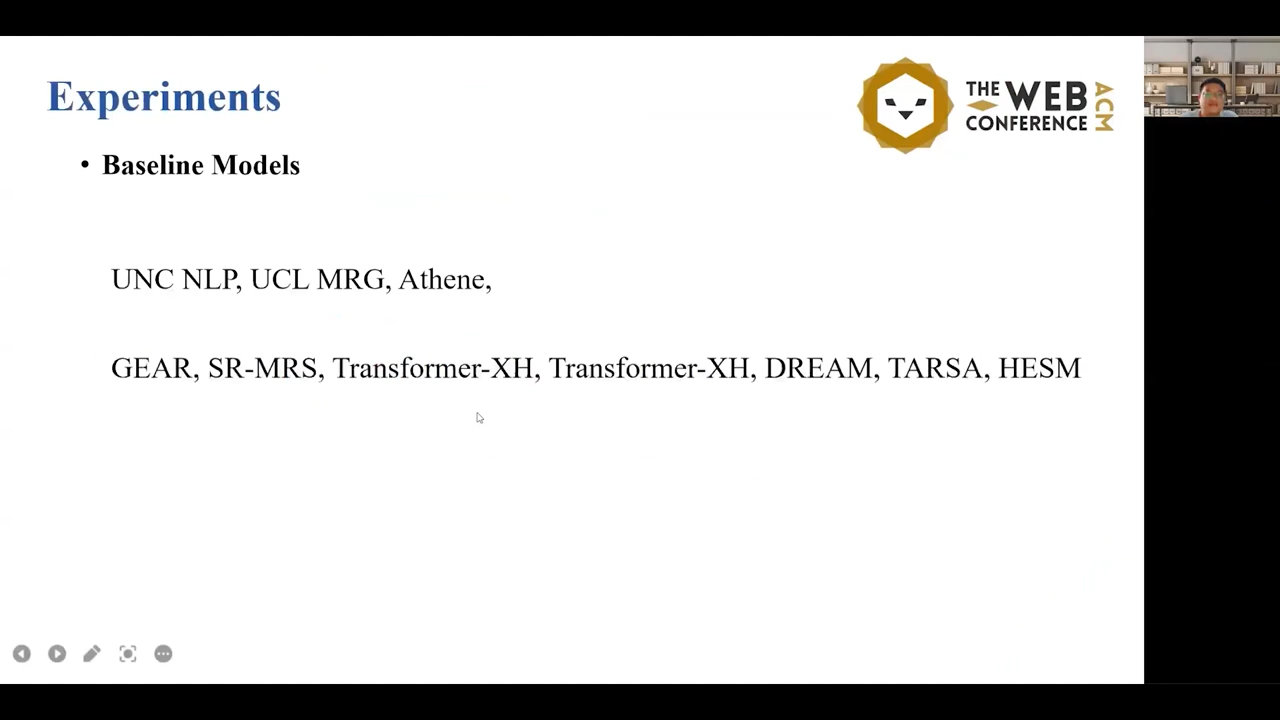 Experiments
THE WEB CONFERENCE ACM
• Baseline Models
UNC NLP, UCL MRG, Athene,
GEAR, SR-MRS, Transformer-XH, Transformer-XH, DREAM, TARSA, HESM